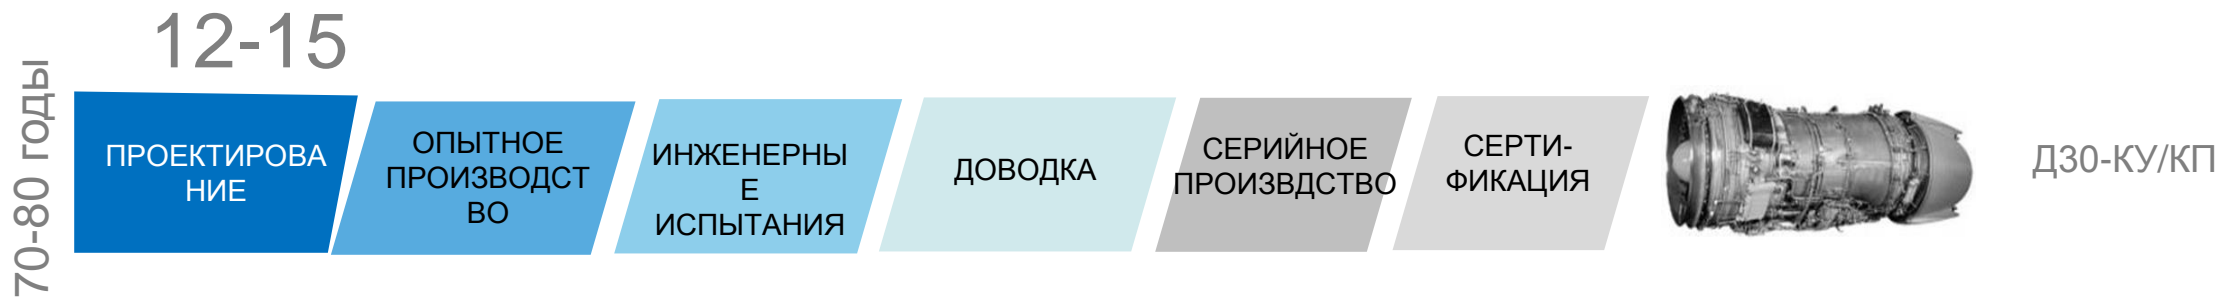 12-15
70-80 годы
ПРОЕКТИРОВА
НИЕ
ОПЫТНОЕ
ПРОИЗВОДСТ
ВО
ИНЖЕНЕРНЫ
Е
ИСПЫТАНИЯ
ДОВОДКА
СЕРИЙНОЕ
ПРОИЗВДСТВО
СЕРТИ-
ФИКАЦИЯ
Д30-КУ/КП